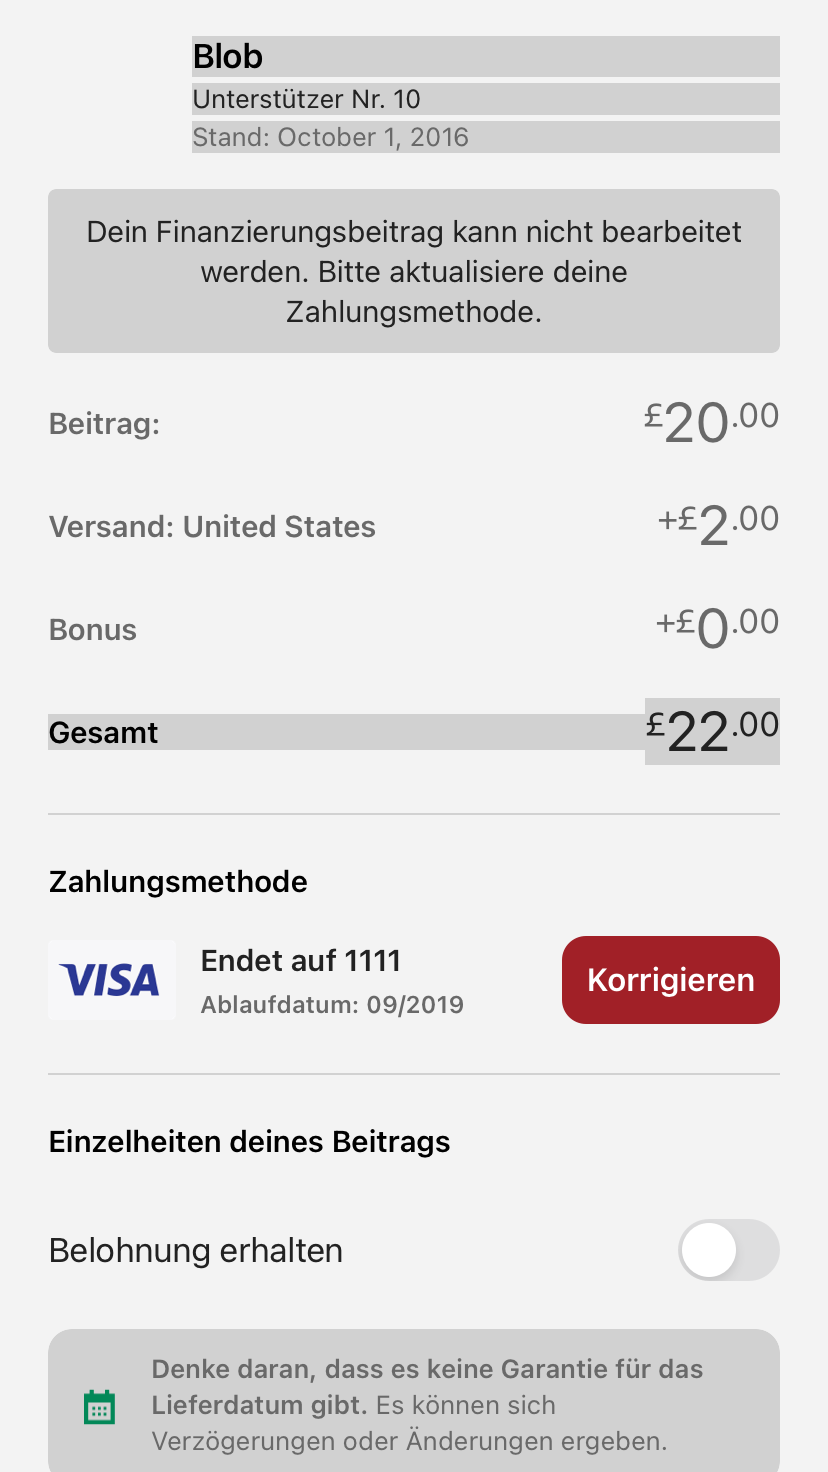 Blob
Unterstützer Nr. 10
Stand: October 1, 2016
Dein Finanzierungsbeitrag kann nicht bearbeitet
werden. Bitte aktualisiere deine
Zahlungsmethode.
Beitrag: £20.00
Versand: United States +£2.00
Bonus +£0.00
Gesamt £22.00
Zahlungsmethode
VISA Endet auf 1111
Ablaufdatum: 09/2019
Korrigieren
Einzelheiten deines Beitrags
Belohnung erhalten
Denke daran, dass es keine Garantie für das
Lieferdatum gibt. Es können sich
Verzögerungen oder Änderungen ergeben.